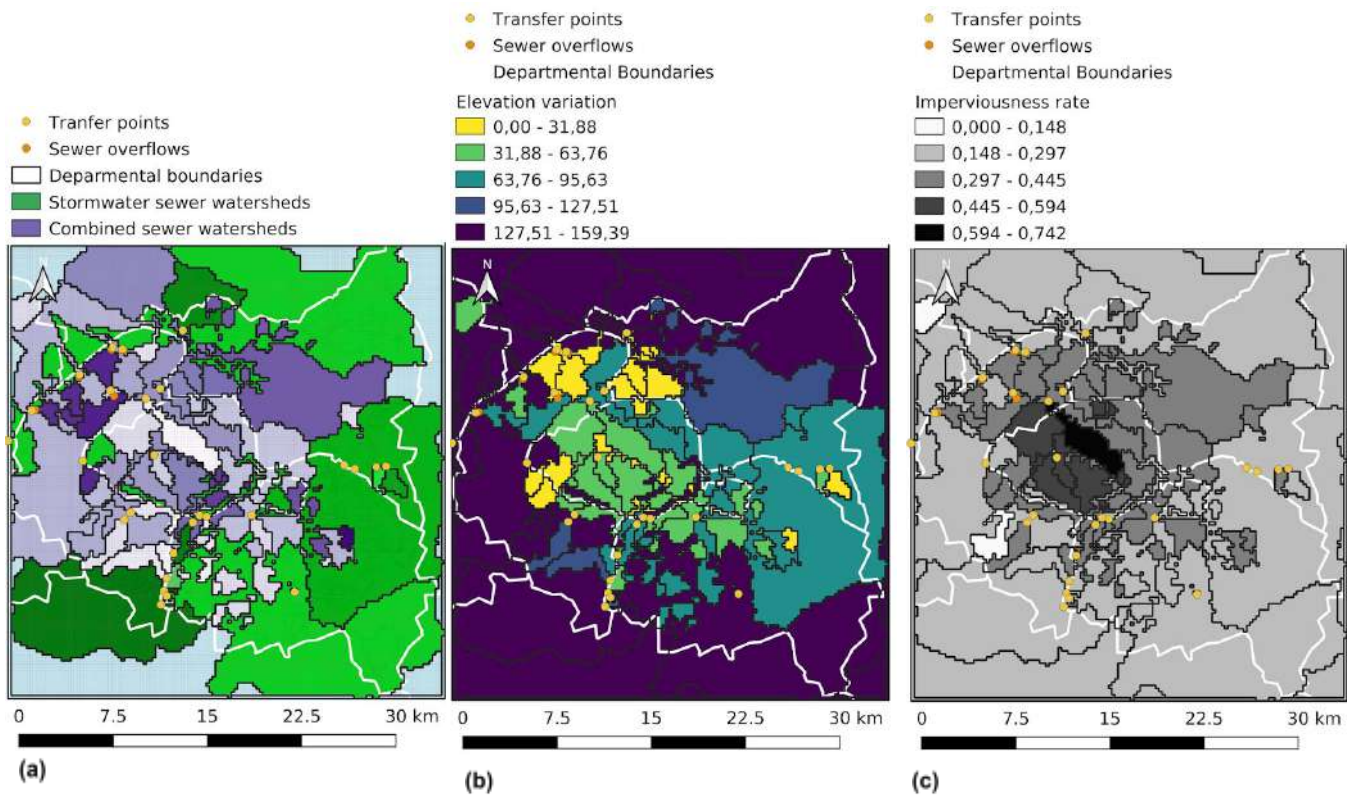 Tranfer points
Sewer overflows
Deparmental boundaries
Stormwater sewer watersheds
Combined sewer watersheds
N
0 7.5 15 22.5 30 km
(a)
Transfer points
Sewer overflows
Departmental Boundaries
Elevation variation
0,00 - 31,88
31,88 - 63,76
63,76 - 95,63
95,63 - 127,51
127,51 - 159,39
N
0 7.5 15 22.5 30 km
(b)
Transfer points
Sewer overflows
Departmental Boundaries
Imperviousness rate
0,000 - 0,148
0,148 - 0,297
0,297 - 0,445
0,445 - 0,594
0,594 - 0,742
N
0 7.5 15 22.5 30 km
(c)